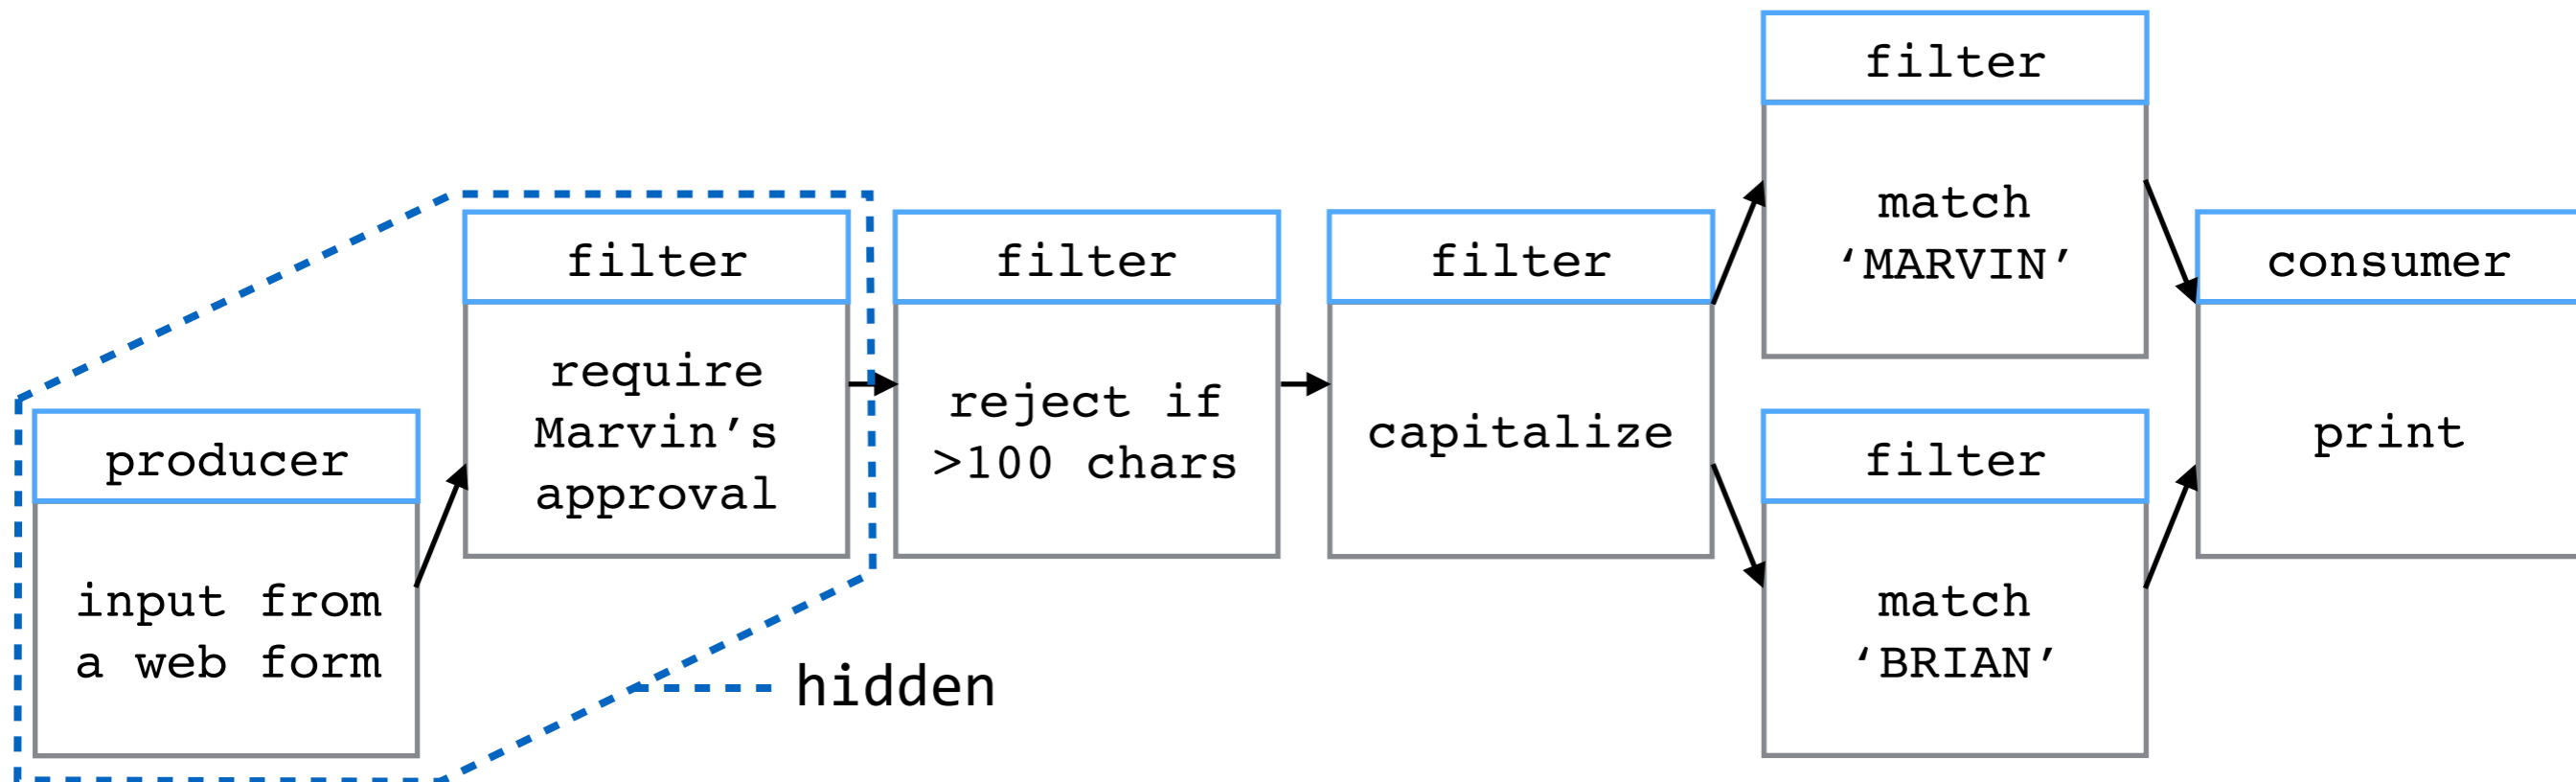 producer
input from
a web form
filter
require
Marvin’s
approval
filter
reject if
>100 chars
filter
capitalize
filter
match
‘MARVIN’
filter
match
‘BRIAN’
consumer
print
hidden